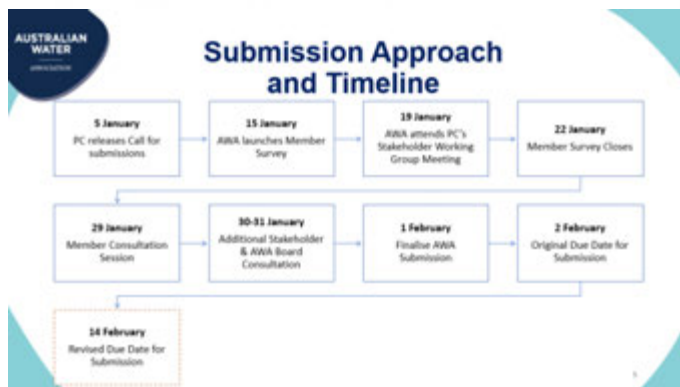 AUSTRALIAN
WATER
ASSOCIATION
Submission Approach
and Timeline
5 January
PC releases Call for
submissions
15 January
AWA launches Member
Survey
19 January
AWA attends PC's
Stakeholder Working
Group Meeting
22 January
Member Survey Closes
29 January
Member Consultation
Session
30-31 January
Additional Stakeholder
& AWA Board
Consultation
1 February
Finalise AWA
Submission
2 February
Original Due Date for
Submission
14 February
Revised Due Date for
Submission